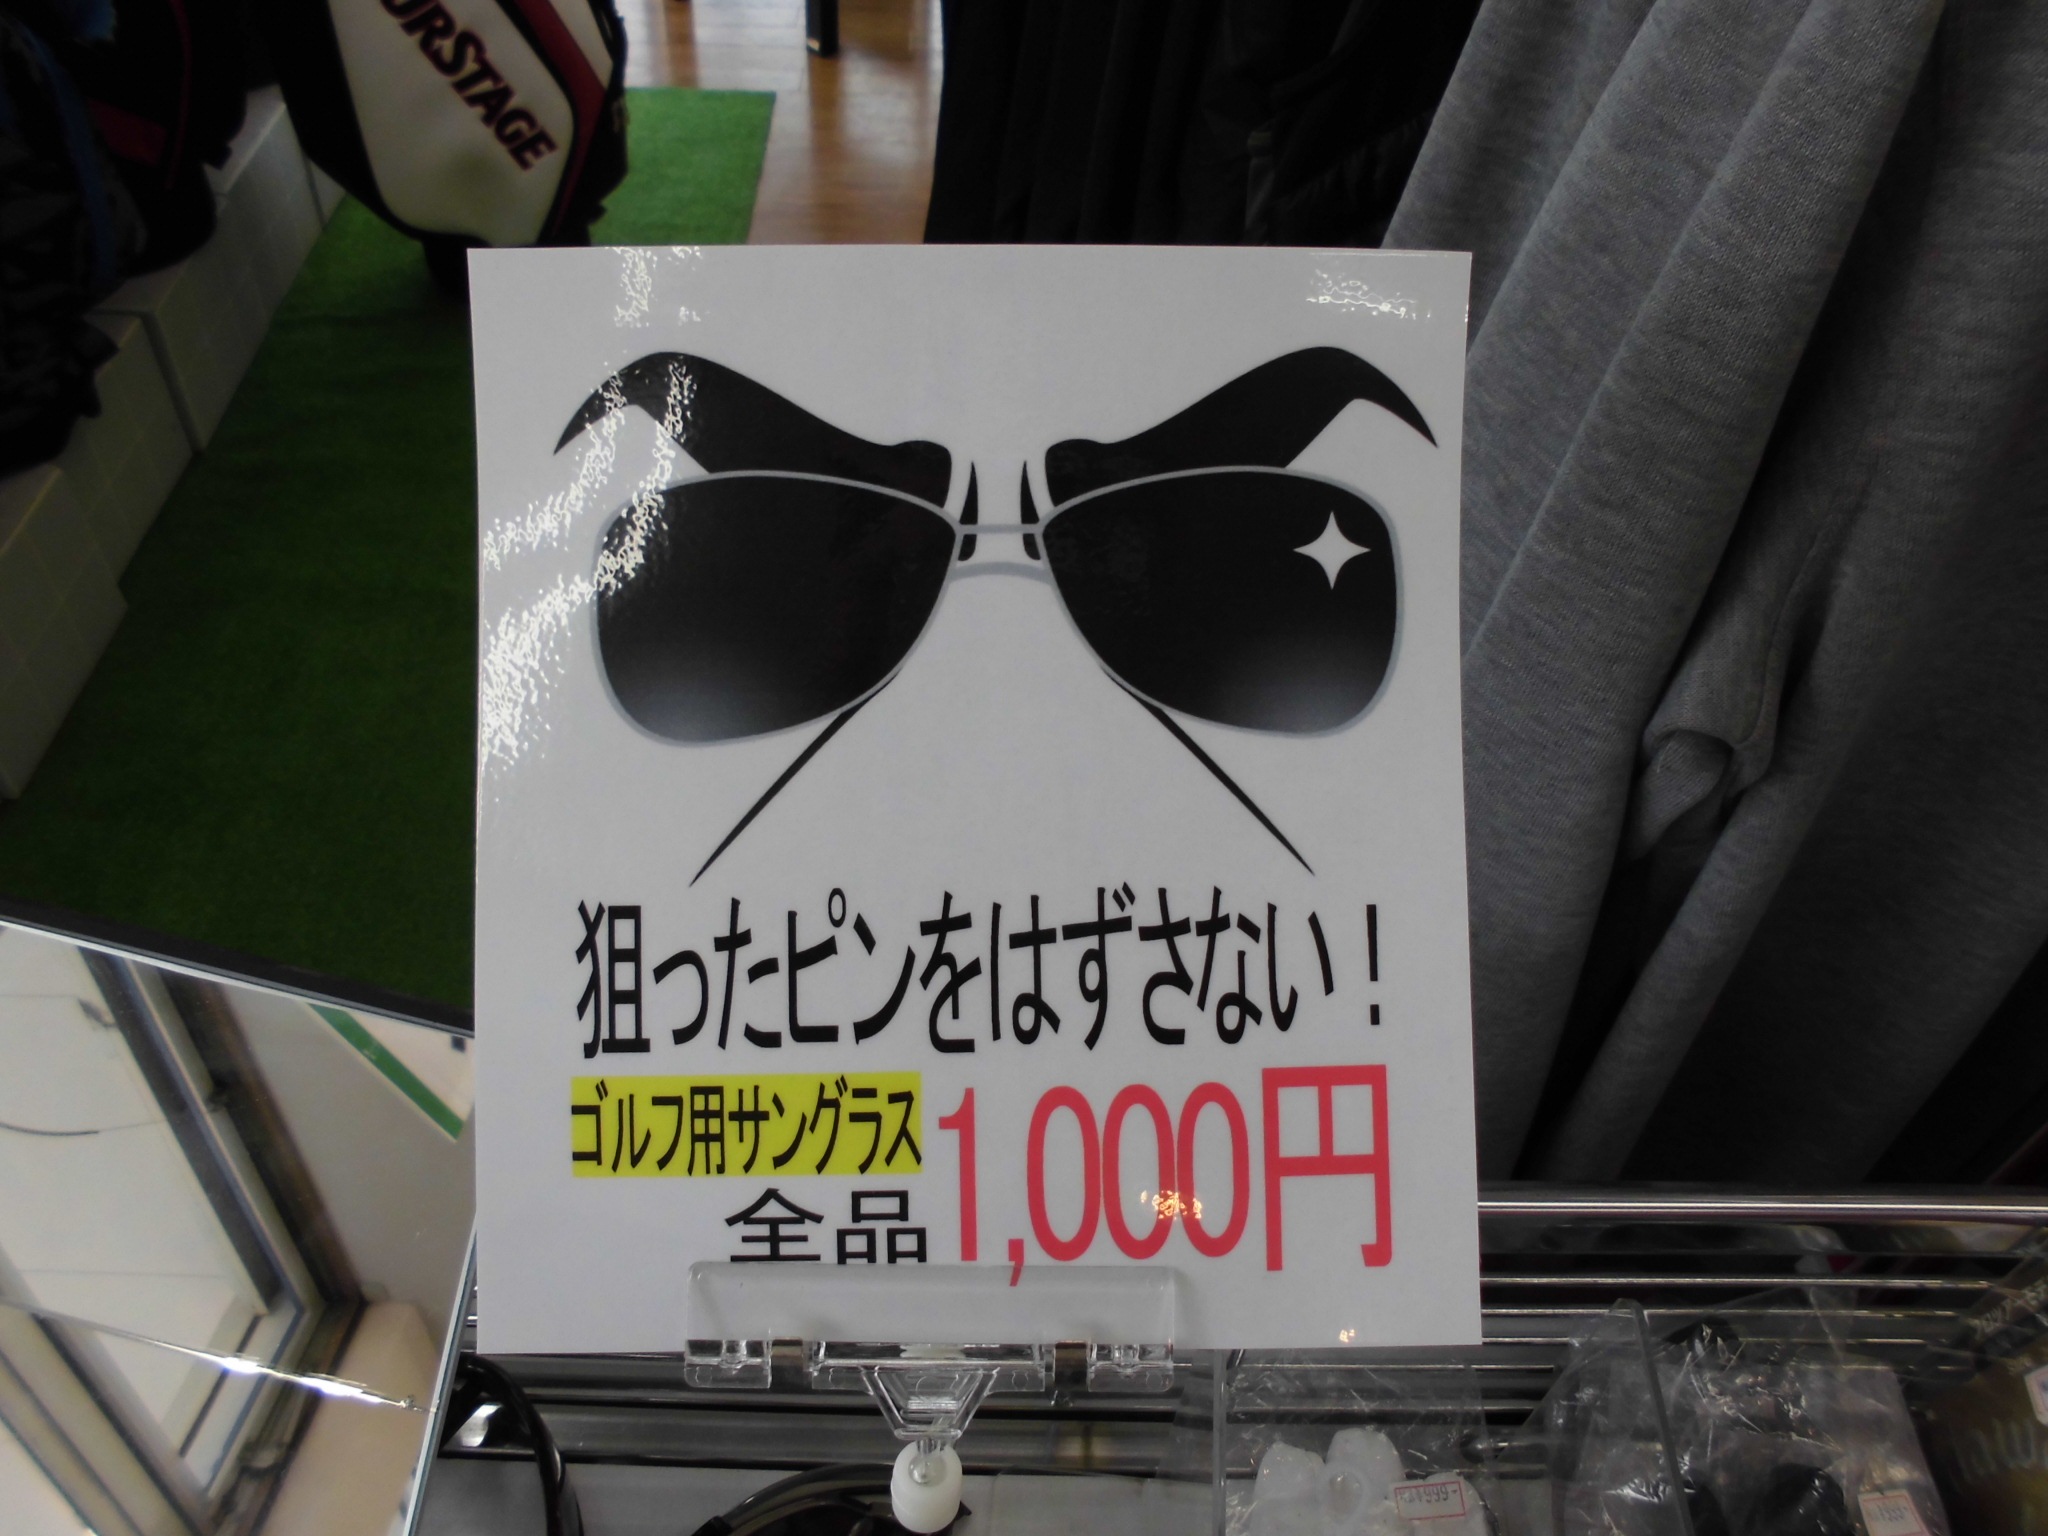 URSTAGE
狙ったピンをはずさない！
ゴルフ用サングラス
全品
1,000円